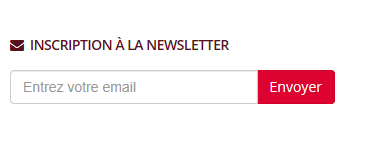 INSCRIPTION À LA NEWSLETTER
Entrez votre email Envoyer